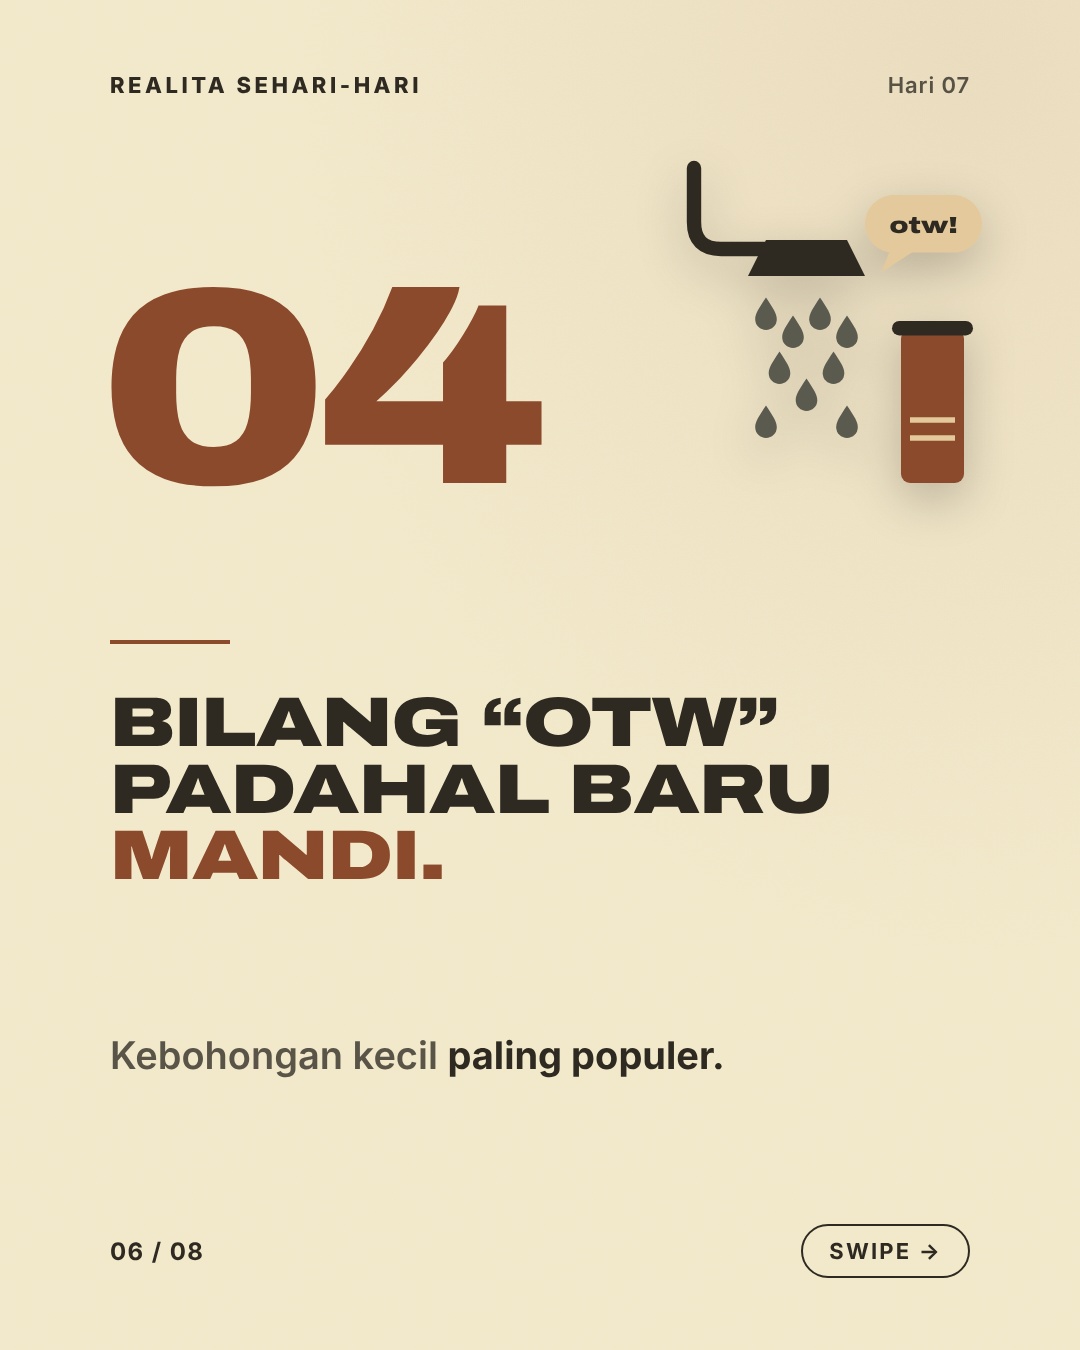 REALITA SEHARI-HARI
Hari 07
otw!
04
BILANG “OTW”
PADAHAL BARU
MANDI.
Kebohongan kecil paling populer.
06 / 08
SWIPE →